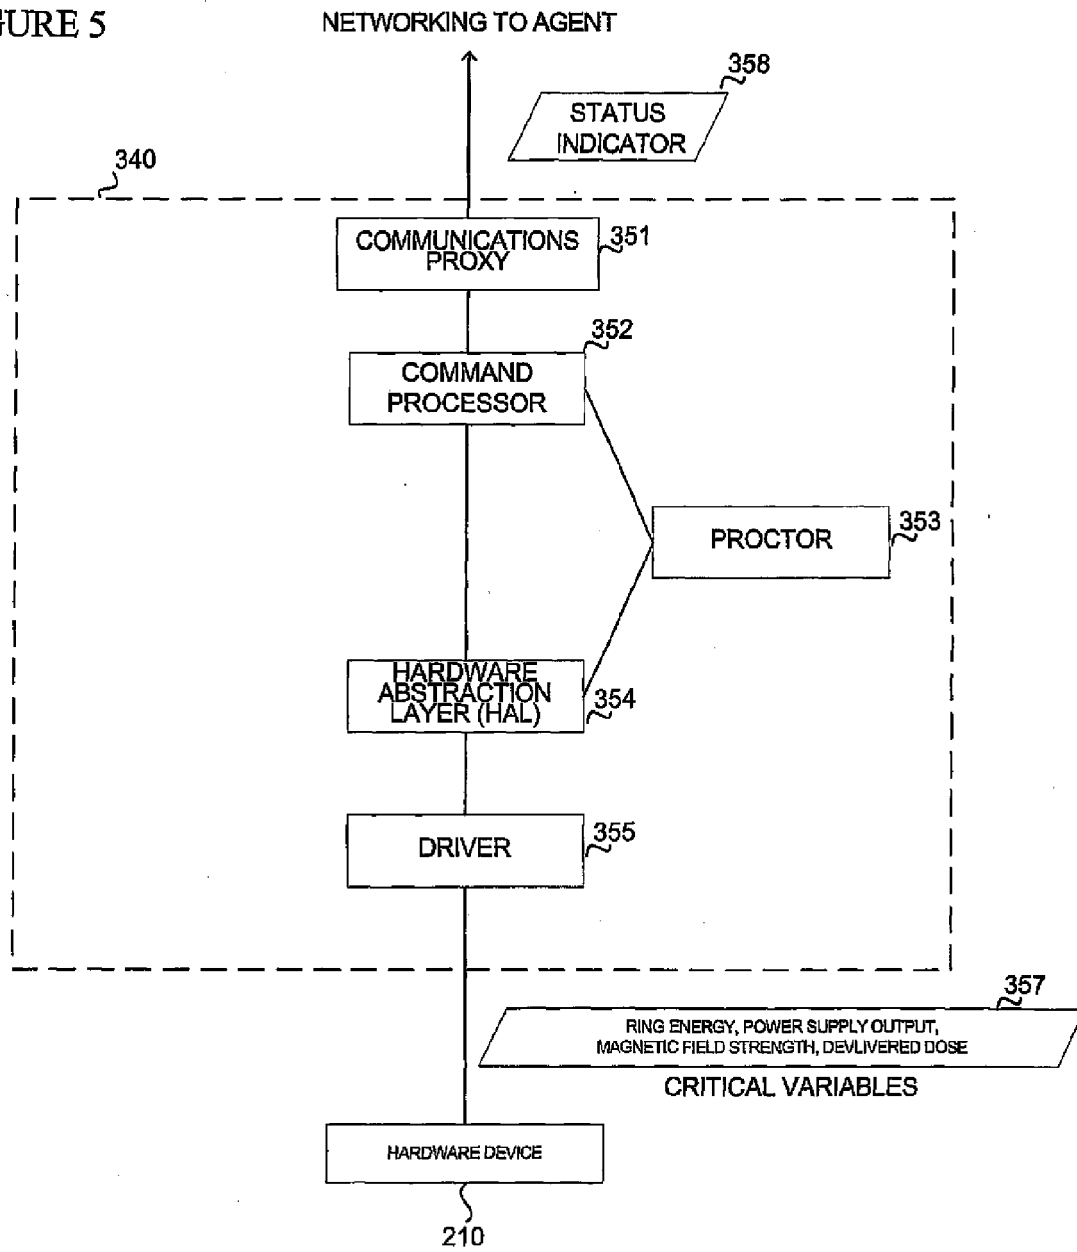 GURE 5
NETWORKING TO AGENT
358
STATUS
INDICATOR
340
COMMUNICATIONS
PROXY
351
352
COMMAND
PROCESSOR
PROCTOR
353
HARDWARE
ABSTRACTION
LAYER (HAL)
354
DRIVER
355
357
RING ENERGY, POWER SUPPLY OUTPUT,
MAGNETIC FIELD STRENGTH, DEVLIVERED DOSE
CRITICAL VARIABLES
HARDWARE DEVICE
210